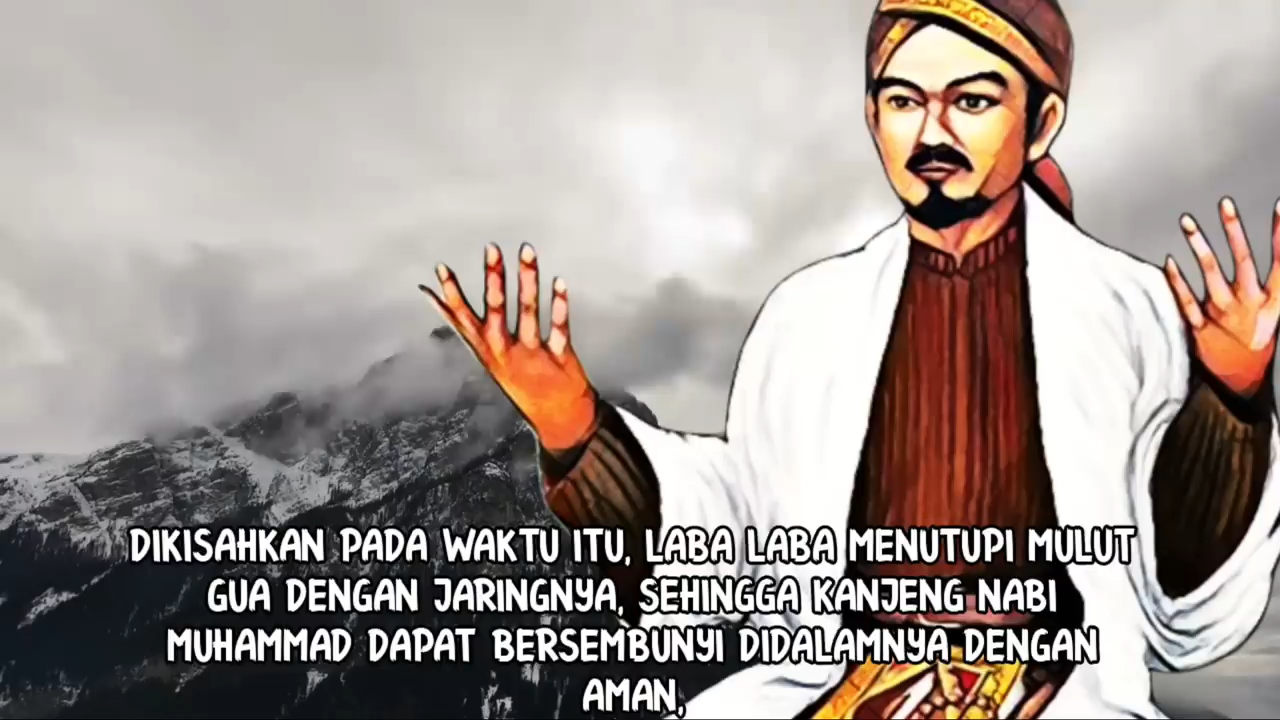 DIKISAHKAN PADA WAKTU ITU, LABA LABA MENUTUPI MULUT
GUA DENGAN JARINGNYA, SEHINGGA KANJENG NABI
MUHAMMAD DAPAT BERSEMBUNYI DIDALAMNYA DENGAN
AMAN,